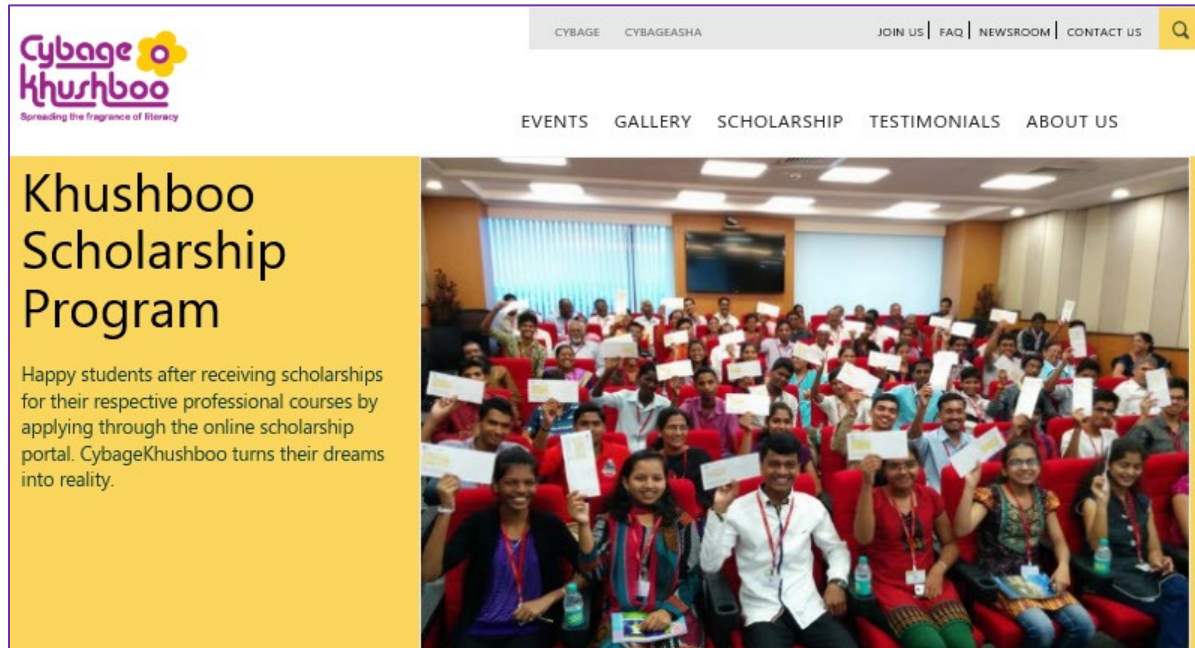 CYBAGE CYBAGEASHA JOIN US FAQ NEWSROOM CONTACT US
Cybage
khushboo
Spreading the fragrance of literacy
EVENTS GALLERY SCHOLARSHIP TESTIMONIALS ABOUT US
Khushboo
Scholarship
Program
Happy students after receiving scholarships
for their respective professional courses by
applying through the online scholarship
portal. CybageKhushboo turns their dreams
into reality.